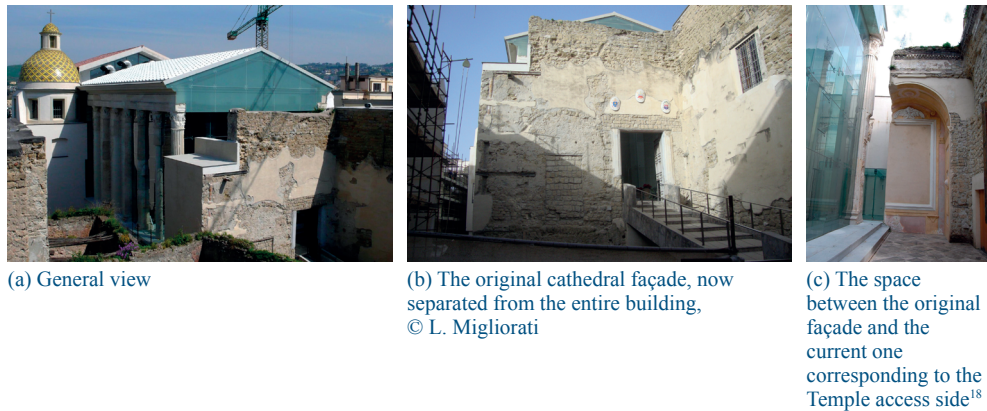 (a) General view
(b) The original cathedral façade, now
separated from the entire building,
© L. Migliorati
(c) The space
between the original
façade and the
current one
corresponding to the
Temple access side18